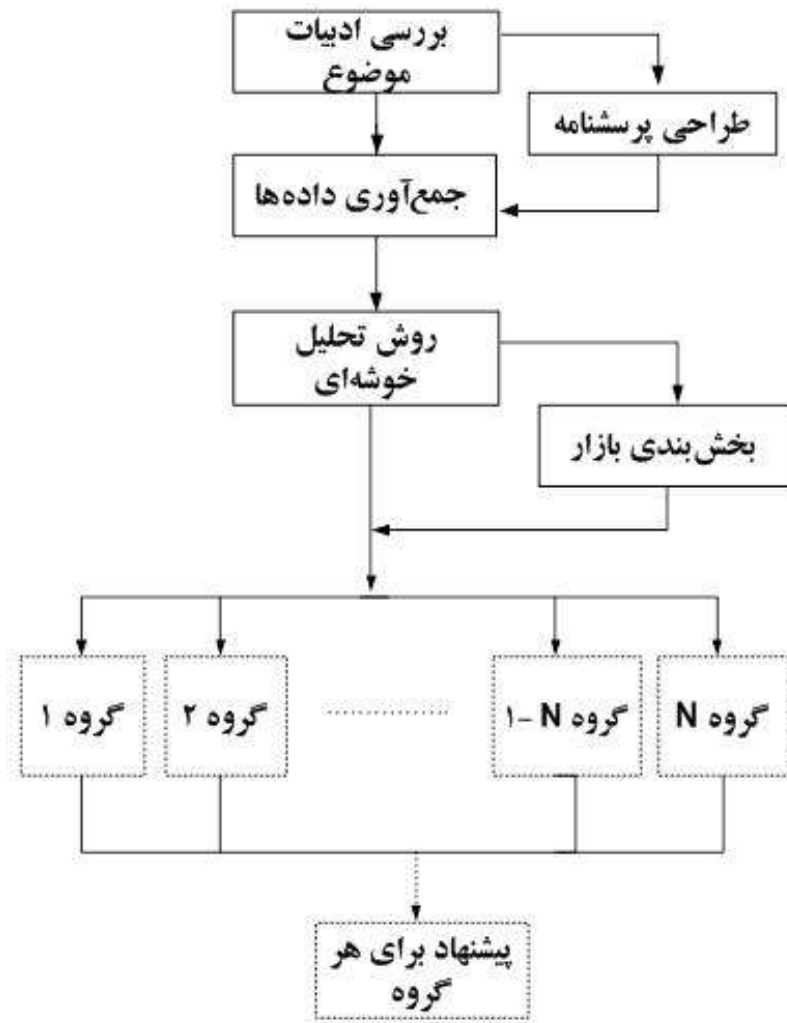 بررسی ادبیات
موضوع
طراحی پرسشنامه
جمع‌آوری داده‌ها
روش تحلیل
خوشه‌ای
بخش‌بندی بازار
گروه N
گروه N -۱
گروه ۲
گروه ۱
پیشنهاد برای هر
گروه